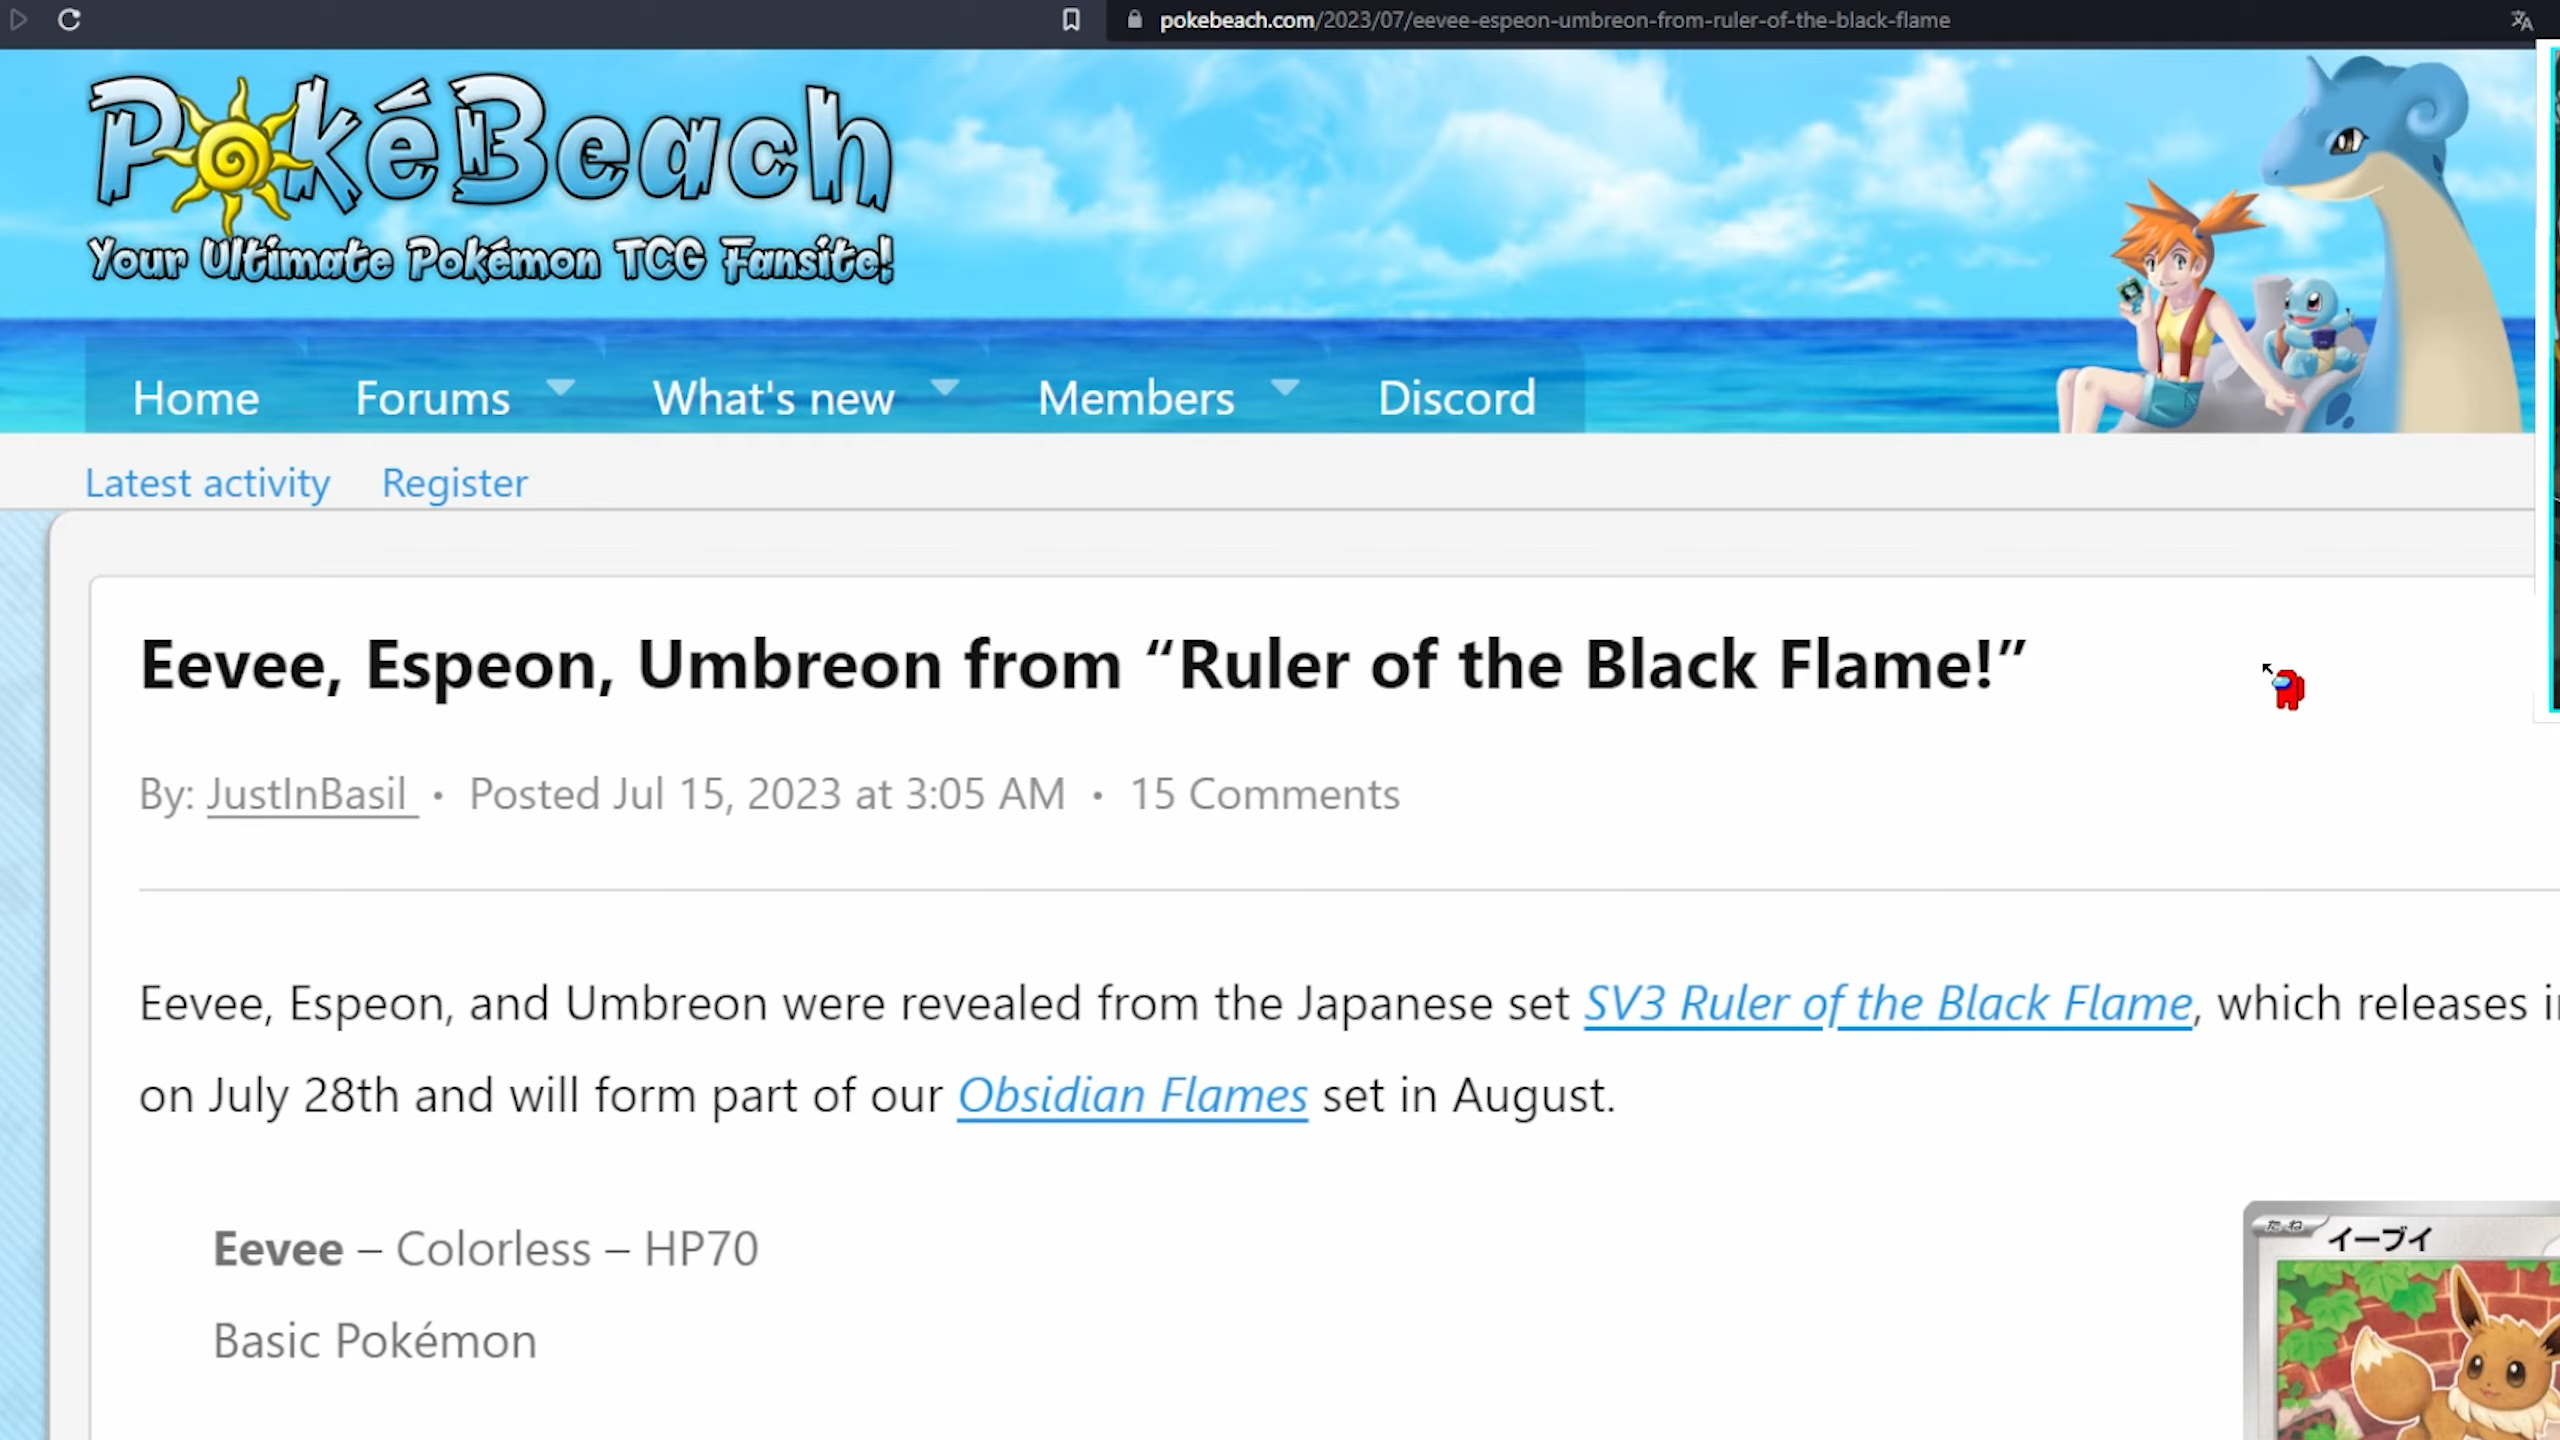 pokebeach.com/2023/07/eevee-espeon-umbreon-from-ruler-of-the-black-flame
PokéBeach
Your Ultimate Pokémon TCG Fansite!
Home Forums What's new Members Discord
Latest activity Register
Eevee, Espeon, Umbreon from “Ruler of the Black Flame!”
By: JustInBasil • Posted Jul 15, 2023 at 3:05 AM • 15 Comments
Eevee, Espeon, and Umbreon were revealed from the Japanese set SV3 Ruler of the Black Flame, which releases
on July 28th and will form part of our Obsidian Flames set in August.
Eevee – Colorless – HP70
Basic Pokémon
たね イーブイ